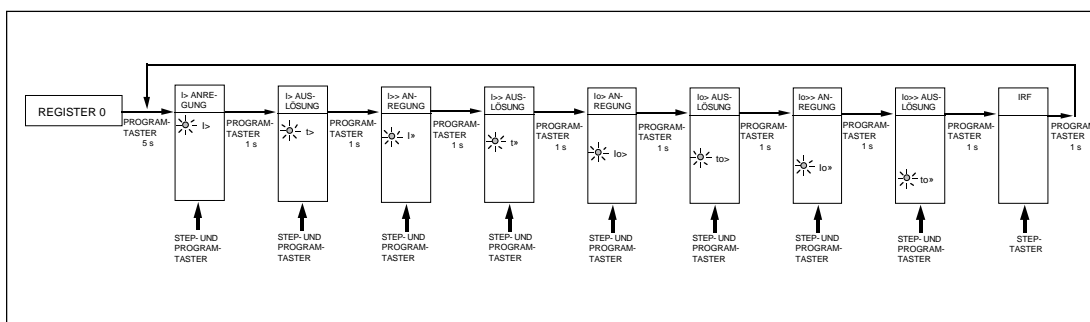 REGISTER 0
PROGRAM-
TASTER
5 s
I> ANRE-
GUNG
I>
STEP- UND
PROGRAM-
TASTER
PROGRAM-
TASTER
1 s
I> AUS-
LÖSUNG
t>
STEP- UND
PROGRAM-
TASTER
PROGRAM-
TASTER
1 s
I>> AN-
REGUNG
I»
STEP- UND
PROGRAM-
TASTER
PROGRAM-
TASTER
1 s
I>> AUS-
LÖSUNG
t»
STEP- UND
PROGRAM-
TASTER
PROGRAM-
TASTER
1 s
Io> AN-
REGUNG
Io>
STEP- UND
PROGRAM-
TASTER
PROGRAM-
TASTER
1 s
Io> AUS-
LÖSUNG
to>
STEP- UND
PROGRAM-
TASTER
PROGRAM-
TASTER
1 s
Io>> AN-
REGUNG
Io»
STEP- UND
PROGRAM-
TASTER
PROGRAM-
TASTER
1 s
Io>> AUS-
LÖSUNG
to»
STEP- UND
PROGRAM-
TASTER
PROGRAM-
TASTER
1 s
IRF
STEP-
TASTER
PROGRAM-
TASTER
1 s